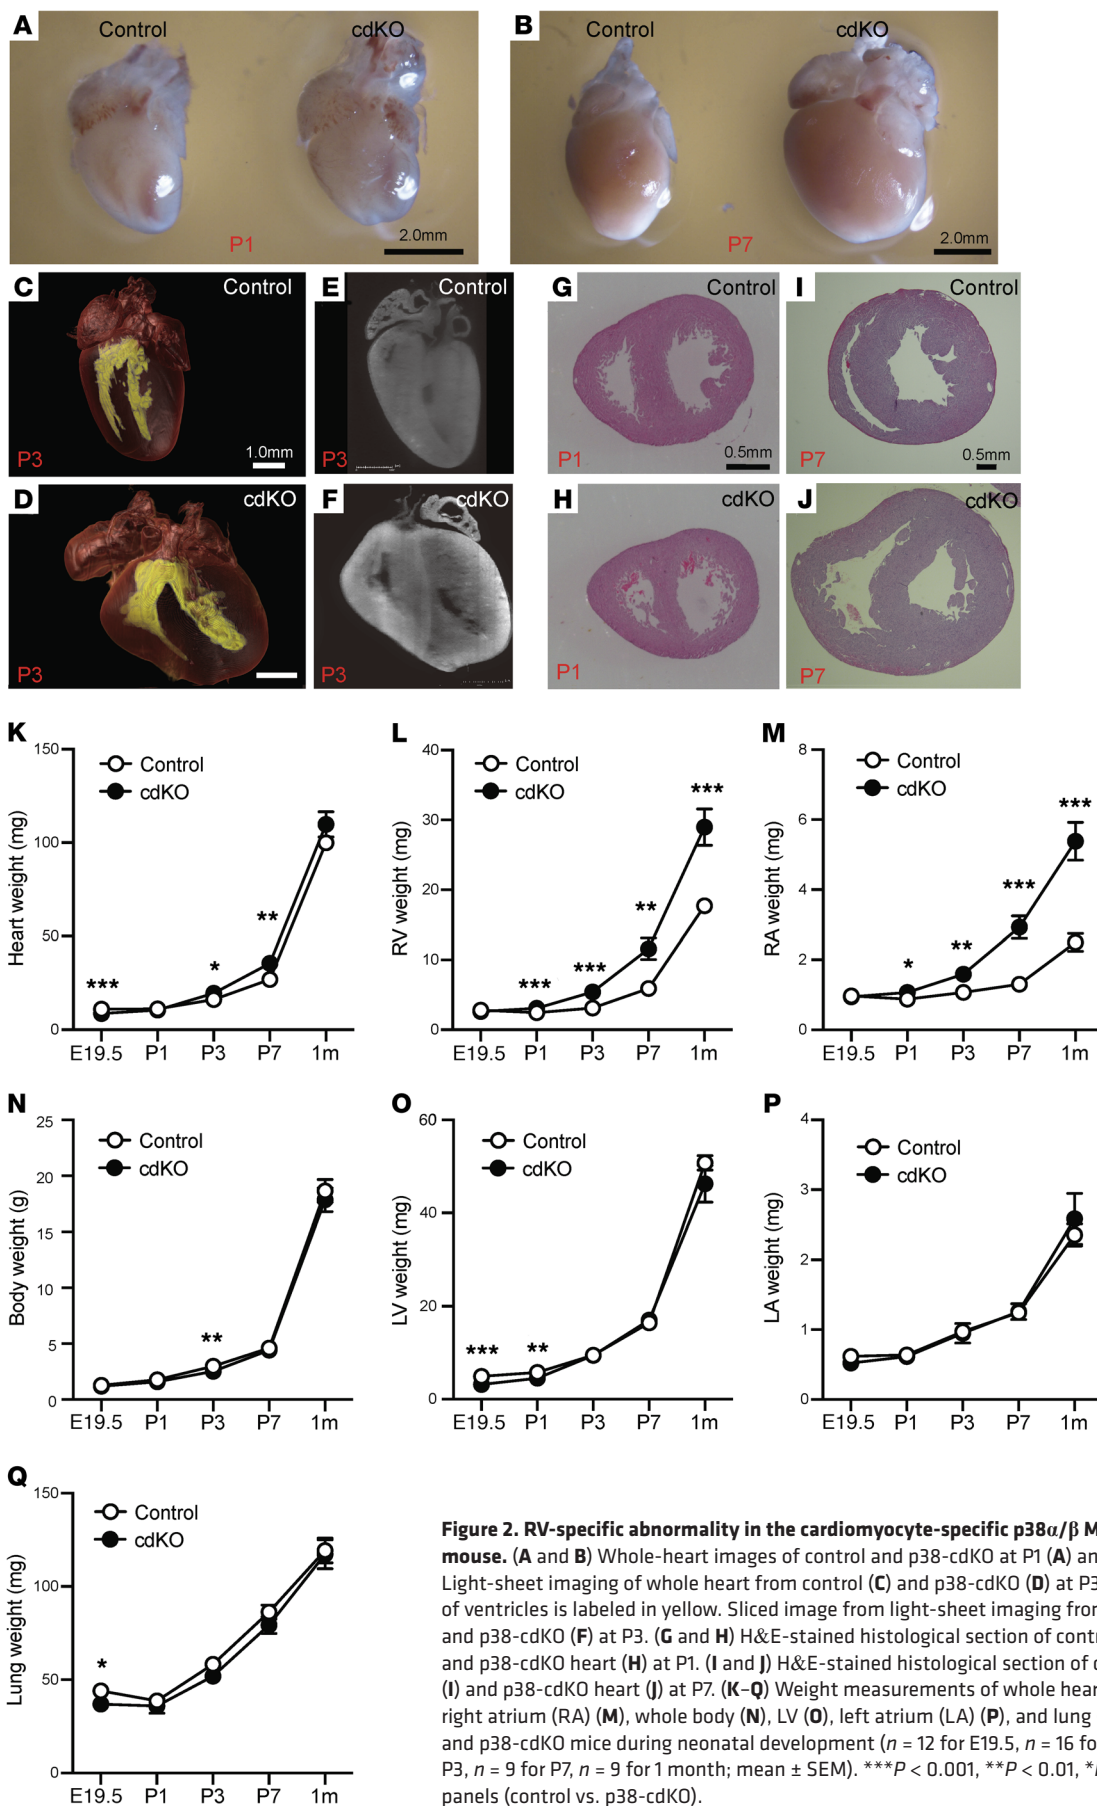 A
Control
cdKO
P1
2.0mm
B
Control
cdKO
P7
2.0mm
C
Control
P3
1.0mm
E
Control
P3
G
Control
P1
0.5mm
I
Control
P7
0.5mm
D
cdKO
P3
F
cdKO
P3
H
cdKO
P1
J
cdKO
P7
K
Heart weight (mg)
150
100
50
0
Control
cdKO
***
*
**
E19.5 P1 P3 P7 1m
L
RV weight (mg)
40
30
20
10
0
Control
cdKO
***
***
**
***
E19.5 P1 P3 P7 1m
M
RA weight (mg)
8
6
4
2
0
Control
cdKO
*
**
***
***
E19.5 P1 P3 P7 1m
N
Body weight (g)
25
20
15
10
5
0
Control
cdKO
**
E19.5 P1 P3 P7 1m
O
LV weight (mg)
60
40
20
0
Control
cdKO
***
**
E19.5 P1 P3 P7 1m
P
LA weight (mg)
4
3
2
1
0
Control
cdKO
E19.5 P1 P3 P7 1m
Q
Lung weight (mg)
150
100
50
0
Control
cdKO
*
E19.5 P1 P3 P7 1m
Figure 2. RV-specific abnormality in the cardiomyocyte-specific p38α/β M
mouse. (A and B) Whole-heart images of control and p38-cdKO at P1 (A) an
Light-sheet imaging of whole heart from control (C) and p38-cdKO (D) at P3
of ventricles is labeled in yellow. Sliced image from light-sheet imaging from
and p38-cdKO (F) at P3. (G and H) H&E-stained histological section of contr
and p38-cdKO heart (H) at P1. (I and J) H&E-stained histological section of c
(I) and p38-cdKO heart (J) at P7. (K–Q) Weight measurements of whole hear
right atrium (RA) (M), whole body (N), LV (O), left atrium (LA) (P), and lung
and p38-cdKO mice during neonatal development (n = 12 for E19.5, n = 16 fo
P3, n = 9 for P7, n = 9 for 1 month; mean ± SEM). ***P < 0.001, **P < 0.01, *
panels (control vs. p38-cdKO).